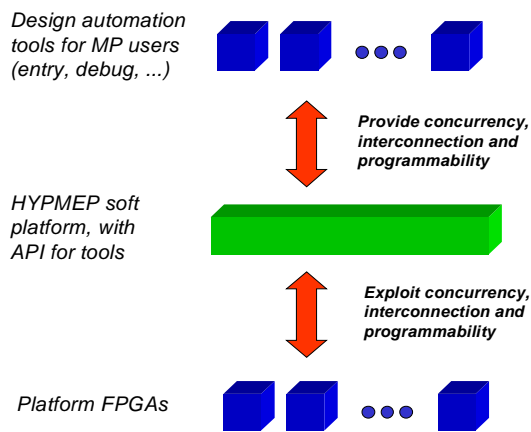 Design automation
tools for MP users
(entry, debug, ...)
Provide concurrency,
interconnection and
programmability
HYPMEP soft
platform, with
API for tools
Exploit concurrency,
interconnection and
programmability
Platform FPGAs